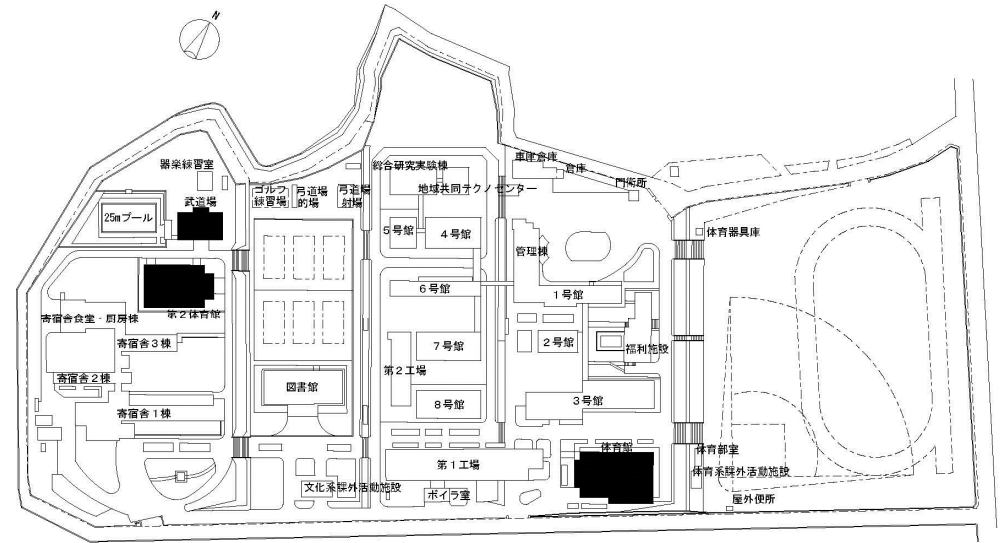 N
器楽練習室
総合研究実験棟
車庫倉庫
倉庫
地域共同テクノセンター
門衛所
ゴルフ
練習場
弓道場
的場
弓道場
射場
武道場
25mプール
5号館
4号館
体育器具庫
管理棟
6号館
1号館
第2体育館
寄宿舎食堂・厨房棟
寄宿舎3棟
7号館
2号館
福利施設
第2工場
寄宿舎2棟
図書館
8号館
3号館
寄宿舎1棟
体育館
体育部室
第1工場
体育系課外活動施設
文化系課外活動施設
ボイラ室
屋外便所